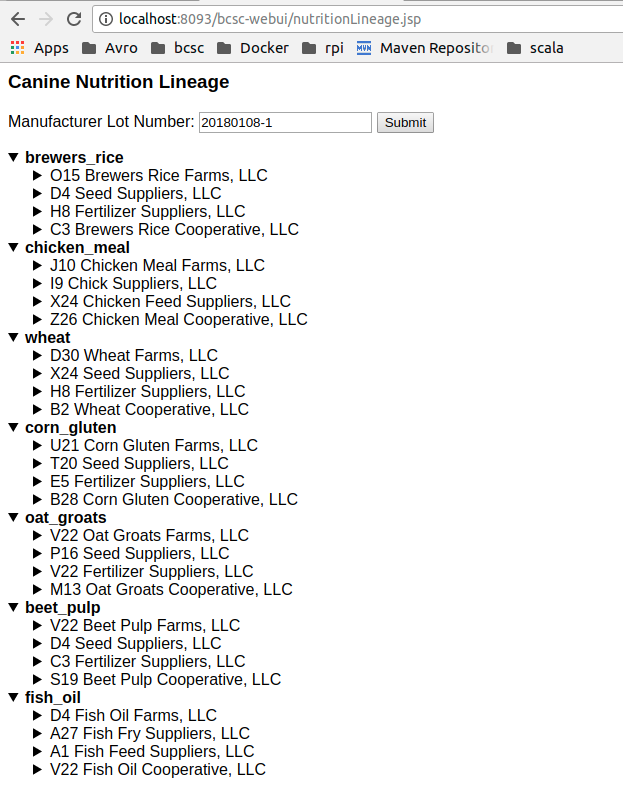 localhost:8093/bcsc-webui/nutritionLineage.jsp
Apps Avro bcsc Docker rpi Maven Reposito scala
Canine Nutrition Lineage
Manufacturer Lot Number: 20180108-1 Submit
brewers_rice
O15 Brewers Rice Farms, LLC
D4 Seed Suppliers, LLC
H8 Fertilizer Suppliers, LLC
C3 Brewers Rice Cooperative, LLC
chicken_meal
J10 Chicken Meal Farms, LLC
I9 Chick Suppliers, LLC
X24 Chicken Feed Suppliers, LLC
Z26 Chicken Meal Cooperative, LLC
wheat
D30 Wheat Farms, LLC
X24 Seed Suppliers, LLC
H8 Fertilizer Suppliers, LLC
B2 Wheat Cooperative, LLC
corn_gluten
U21 Corn Gluten Farms, LLC
T20 Seed Suppliers, LLC
E5 Fertilizer Suppliers, LLC
B28 Corn Gluten Cooperative, LLC
oat_groats
V22 Oat Groats Farms, LLC
P16 Seed Suppliers, LLC
V22 Fertilizer Suppliers, LLC
M13 Oat Groats Cooperative, LLC
beet_pulp
V22 Beet Pulp Farms, LLC
D4 Seed Suppliers, LLC
C3 Fertilizer Suppliers, LLC
S19 Beet Pulp Cooperative, LLC
fish_oil
D4 Fish Oil Farms, LLC
A27 Fish Fry Suppliers, LLC
A1 Fish Feed Suppliers, LLC
V22 Fish Oil Cooperative, LLC